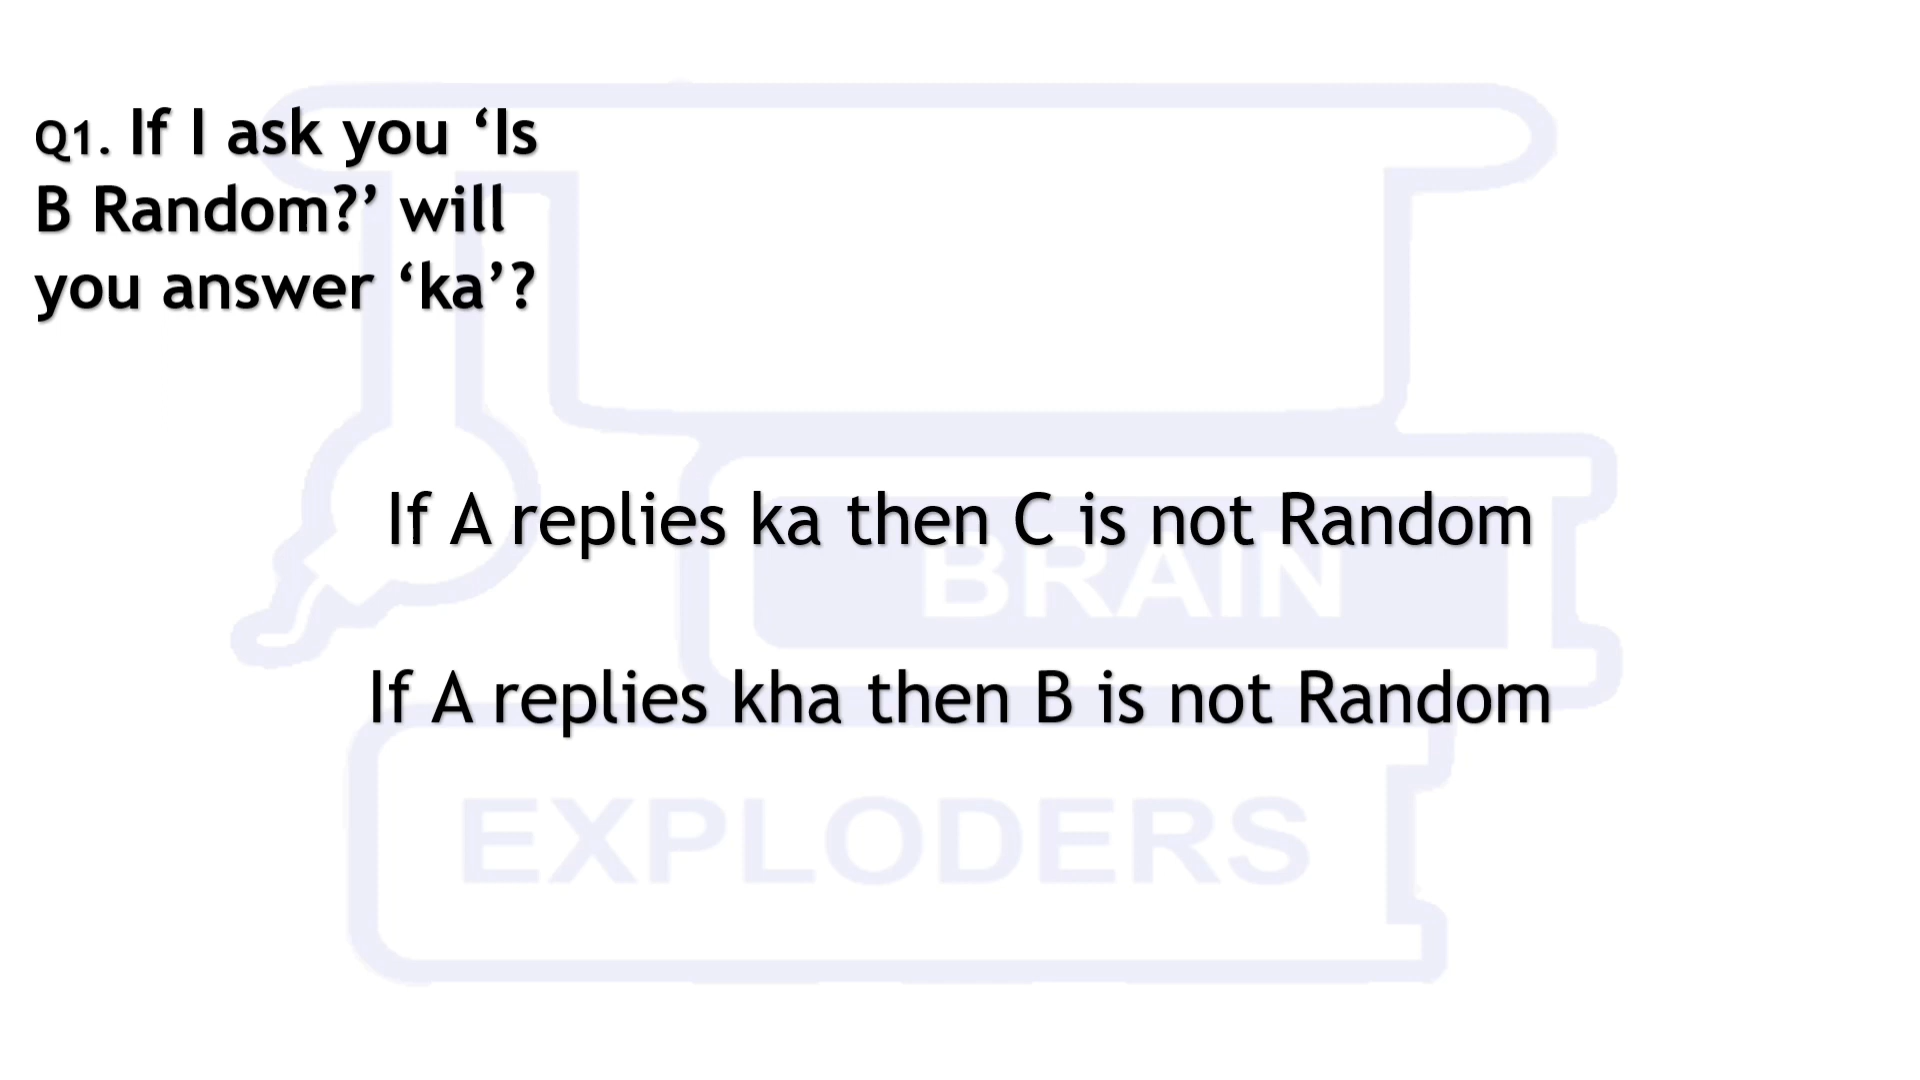 Q1. If I ask you ‘Is
B Random?’ will
you answer ‘ka’?
If A replies ka then C is not Random
BRAIN
If A replies kha then B is not Random
EXPLODERS